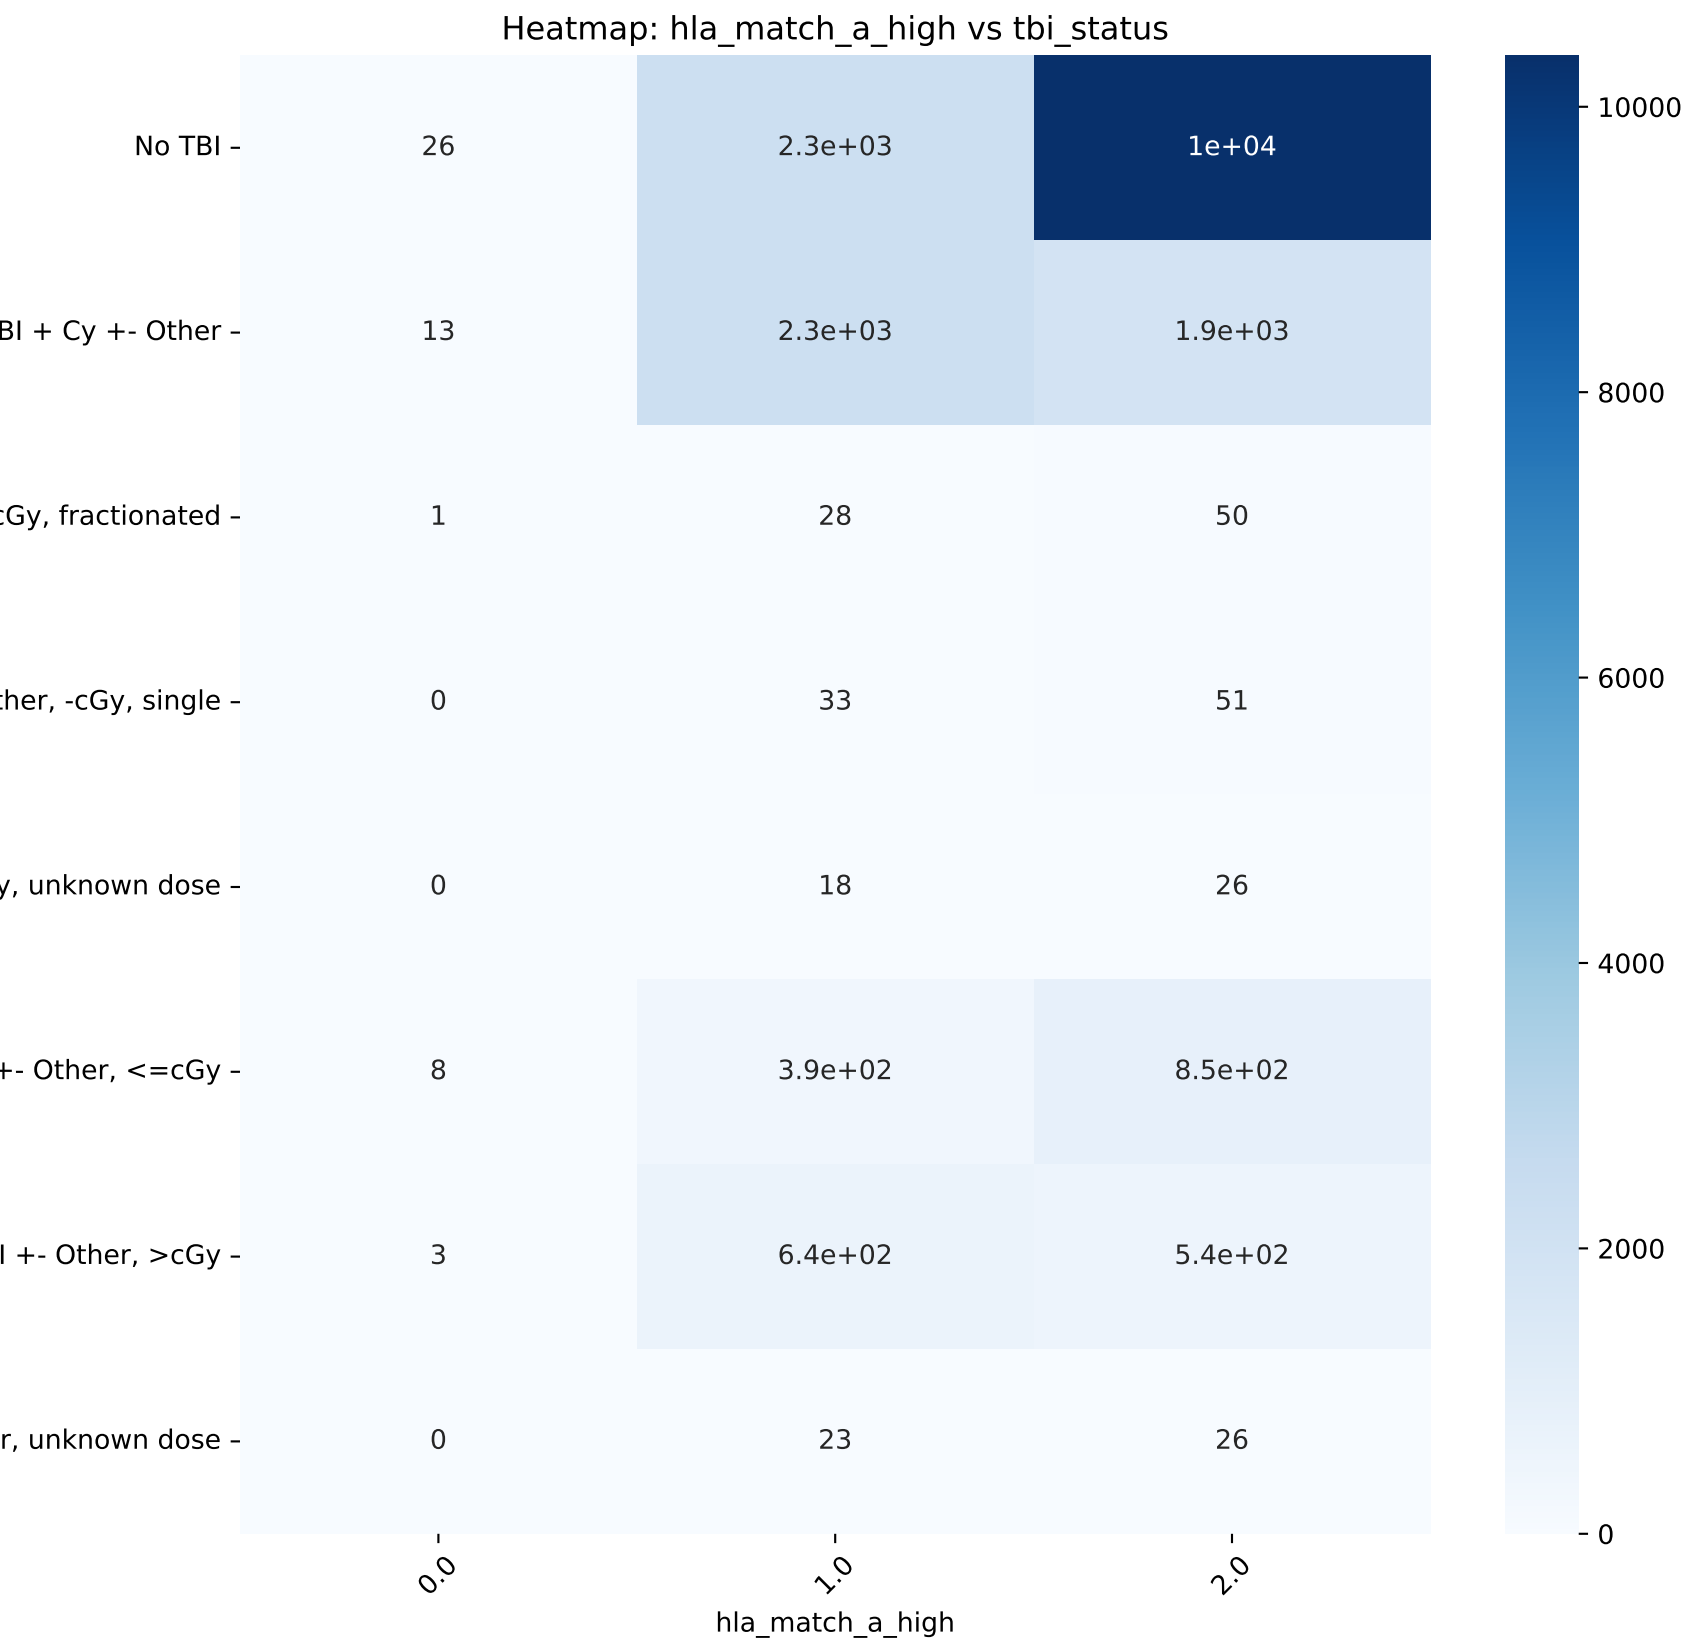 Heatmap: hla_match_a_high vs tbi_status
No TBI 26 2.3e+03 1e+04
BI + Cy +- Other 13 2.3e+03 1.9e+03
cGy, fractionated 1 28 50
ther, -cGy, single 0 33 51
y, unknown dose 0 18 26
+- Other, <=cGy 8 3.9e+02 8.5e+02
I +- Other, >cGy 3 6.4e+02 5.4e+02
r, unknown dose 0 23 26
0.0 1.0 2.0
hla_match_a_high
10000
8000
6000
4000
2000
0